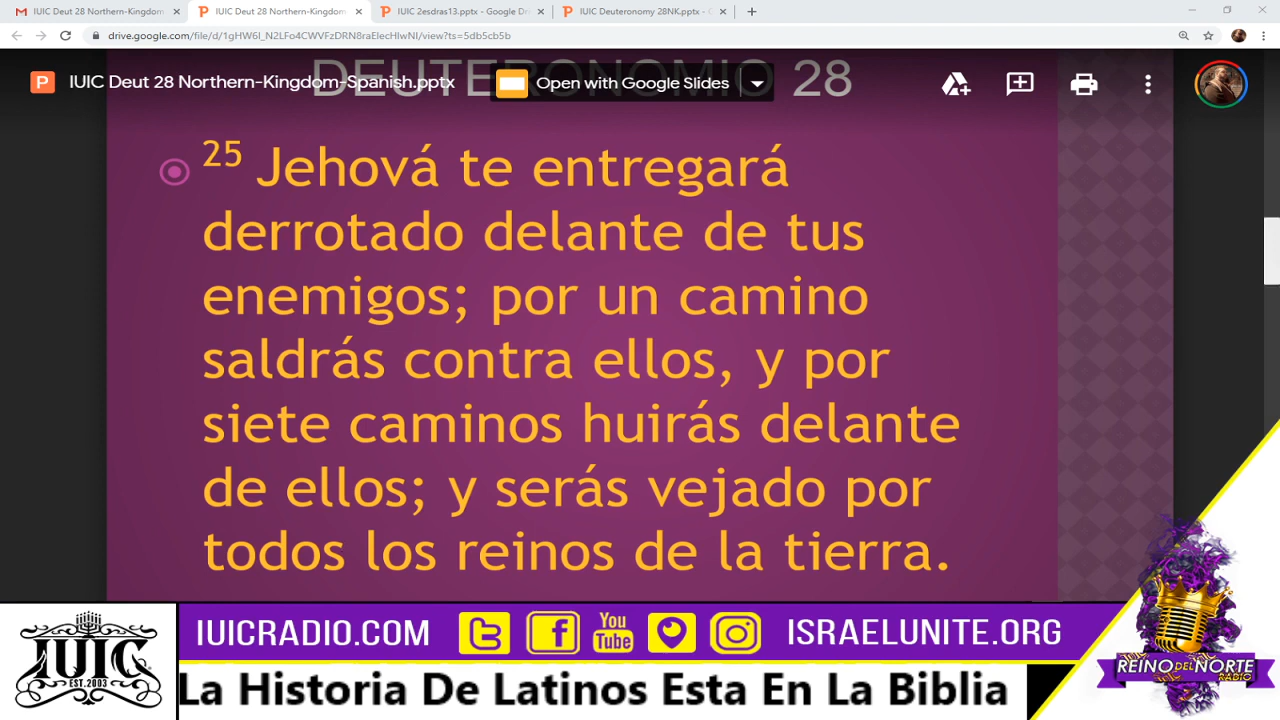 IUIC Deut 28 Northern-Kingdom
IUIC Deut 28 Northern-Kingdom
IUIC 2esdras13.pptx - Google Dr
IUIC Deuteronomy 28NK.pptx -
drive.google.com/file/d/1gHW6l_N2LFo4CWVFzDRN8raElecHlwNI/view?ts=5db5cb5b
IUIC Deut 28 Northern-Kingdom-Spanish.pptx
Open with Google Slides
DEUTERONOMIO 28
25 Jehová te entregará
derrotado delante de tus
enemigos; por un camino
saldrás contra ellos, y por
siete caminos huirás delante
de ellos; y serás vejado por
todos los reinos de la tierra.
IUIC
EST. 2003
IUICRADIO.COM
You
Tube
ISRAELUNITE.ORG
REINO DEL NORTE
RADIO
La Historia De Latinos Esta En La Biblia